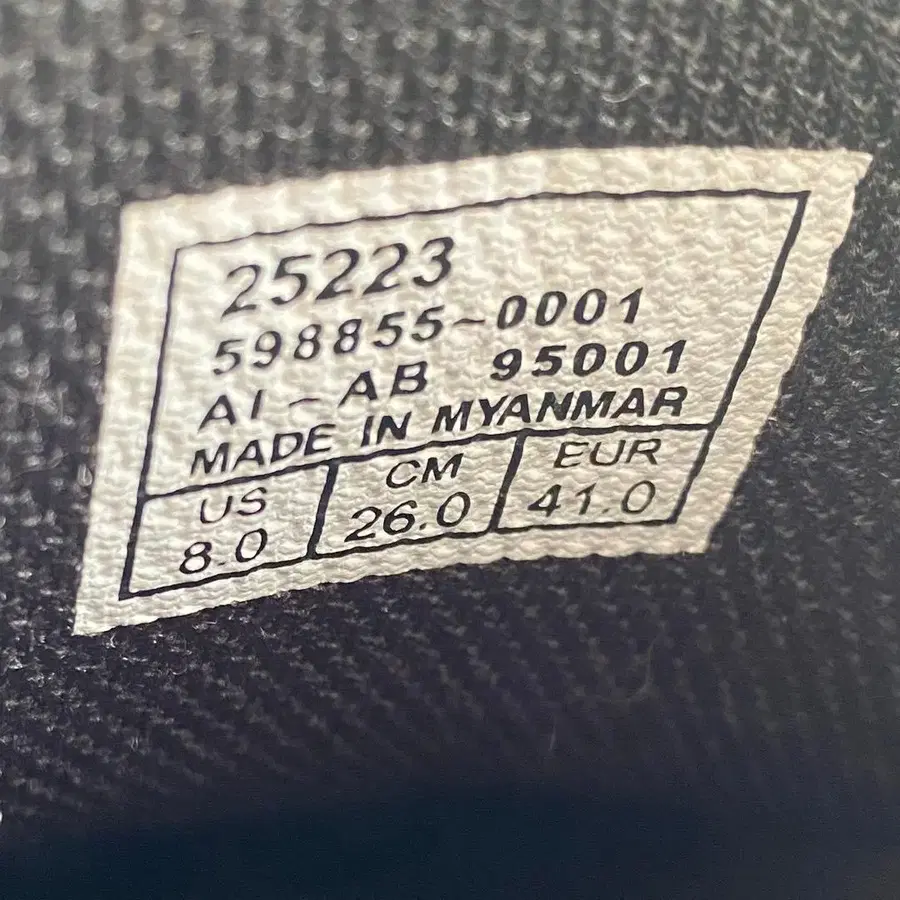 25223
598855-0001
AI-AB 95001
MADE IN MYANMAR
US CM EUR
8.0 26.0 41.0